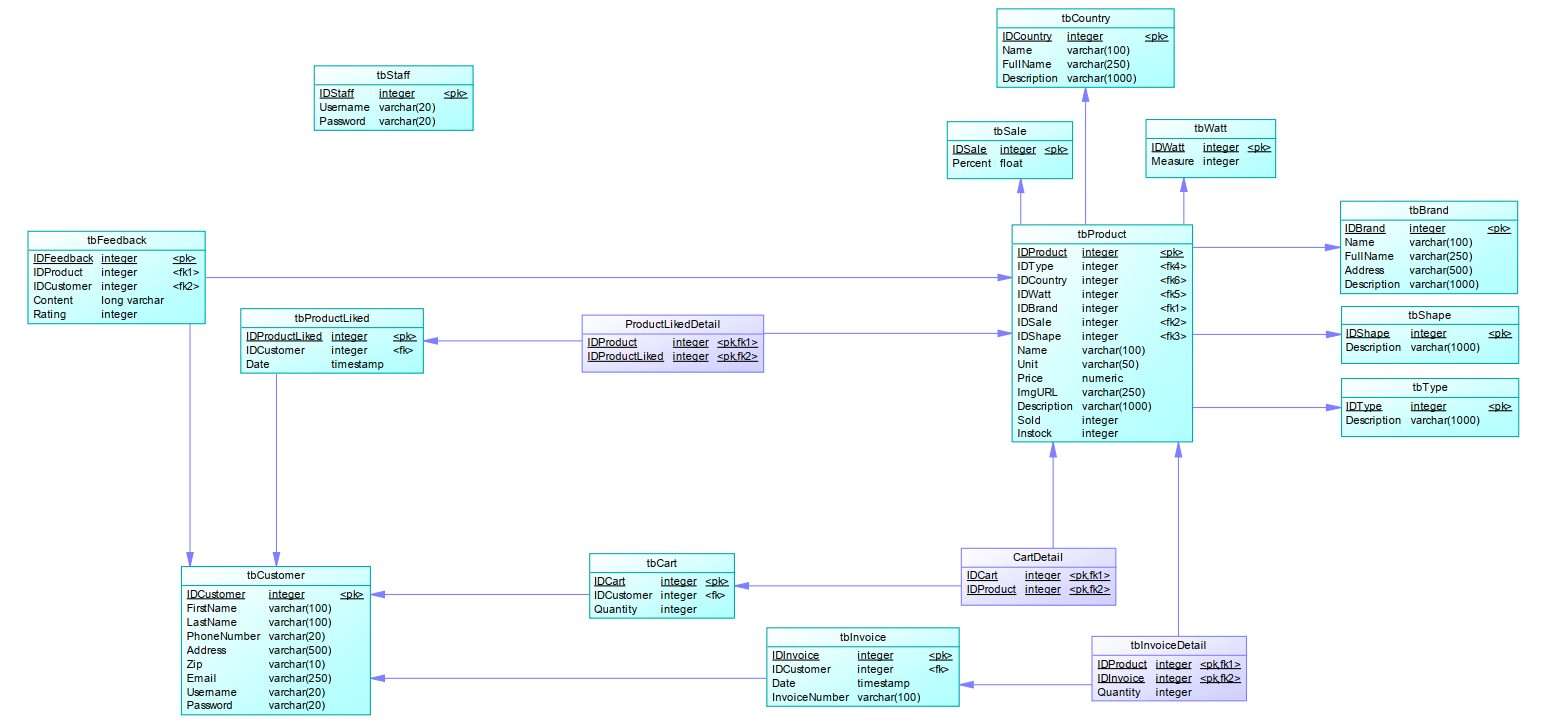 tbCountry
IDCountry integer <pk>
Name varchar(100)
FullName varchar(250)
Description varchar(1000)
tbStaff
IDStaff integer <pk>
Username varchar(20)
Password varchar(20)
tbSale
IDSale integer <pk>
Percent float
tbWatt
IDWatt integer <pk>
Measure integer
tbBrand
IDBrand integer <pk>
Name varchar(100)
FullName varchar(250)
Address varchar(500)
Description varchar(1000)
tbFeedback
IDFeedback integer <pk>
IDProduct integer <fk1>
IDCustomer integer <fk2>
Content long varchar
Rating integer
tbProduct
IDProduct integer <pk>
IDType integer <fk4>
IDCountry integer <fk6>
IDWatt integer <fk5>
IDBrand integer <fk1>
IDSale integer <fk2>
IDShape integer <fk3>
Name varchar(100)
Unit varchar(50)
Price numeric
ImgURL varchar(250)
Description varchar(1000)
Sold integer
Instock integer
tbProductLiked
IDProductLiked integer <pk>
IDCustomer integer <fk>
Date timestamp
ProductLikedDetail
IDProduct integer <pk,fk1>
IDProductLiked integer <pk,fk2>
tbShape
IDShape integer <pk>
Description varchar(1000)
tbType
IDType integer <pk>
Description varchar(1000)
tbCustomer
IDCustomer integer <pk>
FirstName varchar(100)
LastName varchar(100)
PhoneNumber varchar(20)
Address varchar(500)
Zip varchar(10)
Email varchar(250)
Username varchar(20)
Password varchar(20)
tbCart
IDCart integer <pk>
IDCustomer integer <fk>
Quantity integer
CartDetail
IDCart integer <pk,fk1>
IDProduct integer <pk,fk2>
tbInvoice
IDInvoice integer <pk>
IDCustomer integer <fk>
Date timestamp
InvoiceNumber varchar(100)
tbInvoiceDetail
IDProduct integer <pk,fk1>
IDInvoice integer <pk,fk2>
Quantity integer